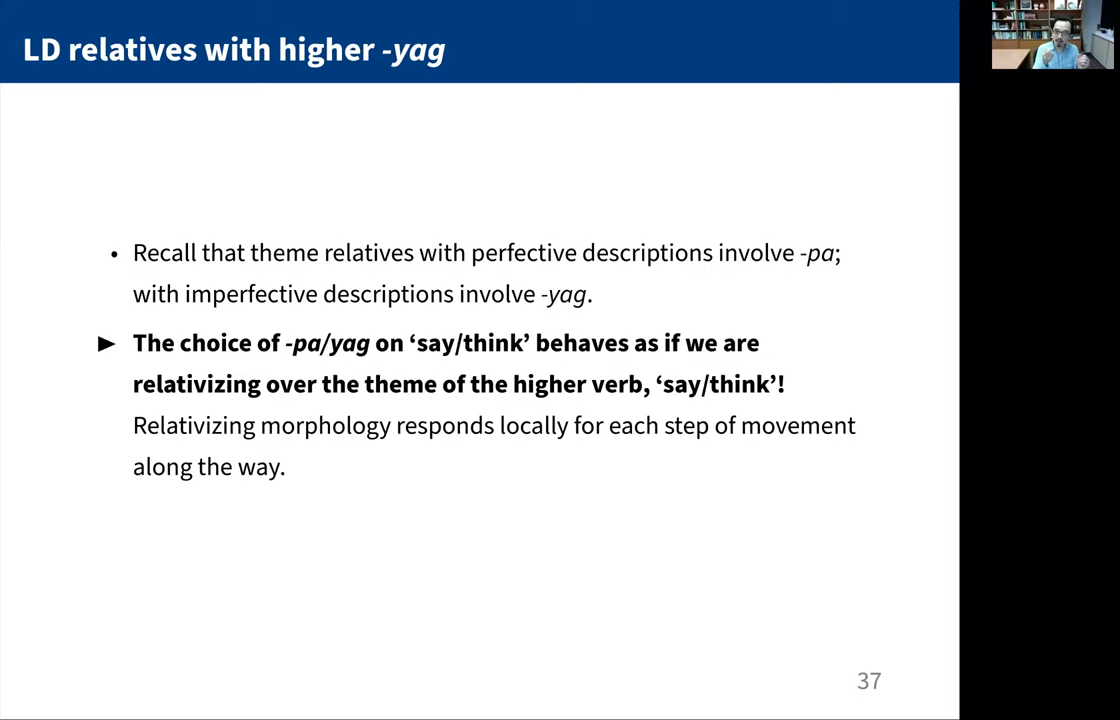 LD relatives with higher -yag
• Recall that theme relatives with perfective descriptions involve -pa;
with imperfective descriptions involve -yag.
► The choice of -pa/yag on ‘say/think’ behaves as if we are
relativizing over the theme of the higher verb, ‘say/think’!
Relativizing morphology responds locally for each step of movement
along the way.
37